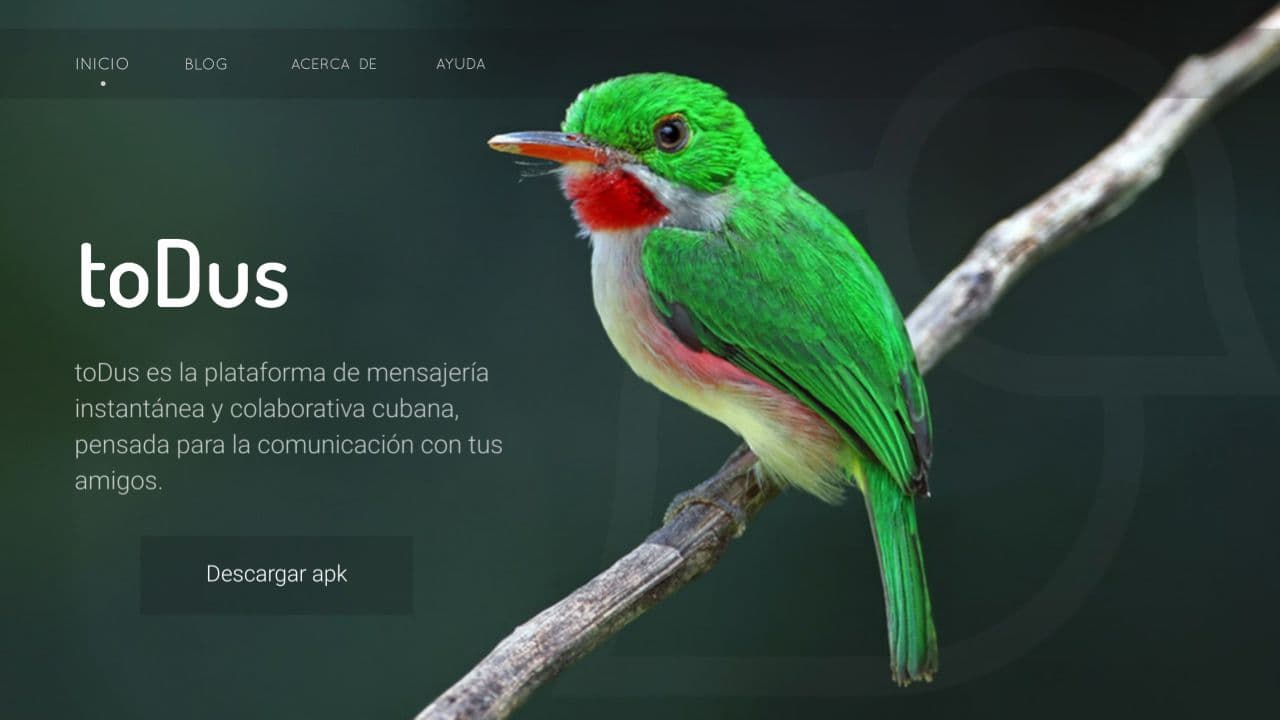 INICIO BLOG ACERCA DE AYUDA
toDus
toDus es la plataforma de mensajería
instantánea y colaborativa cubana,
pensada para la comunicación con tus
amigos.
Descargar apk